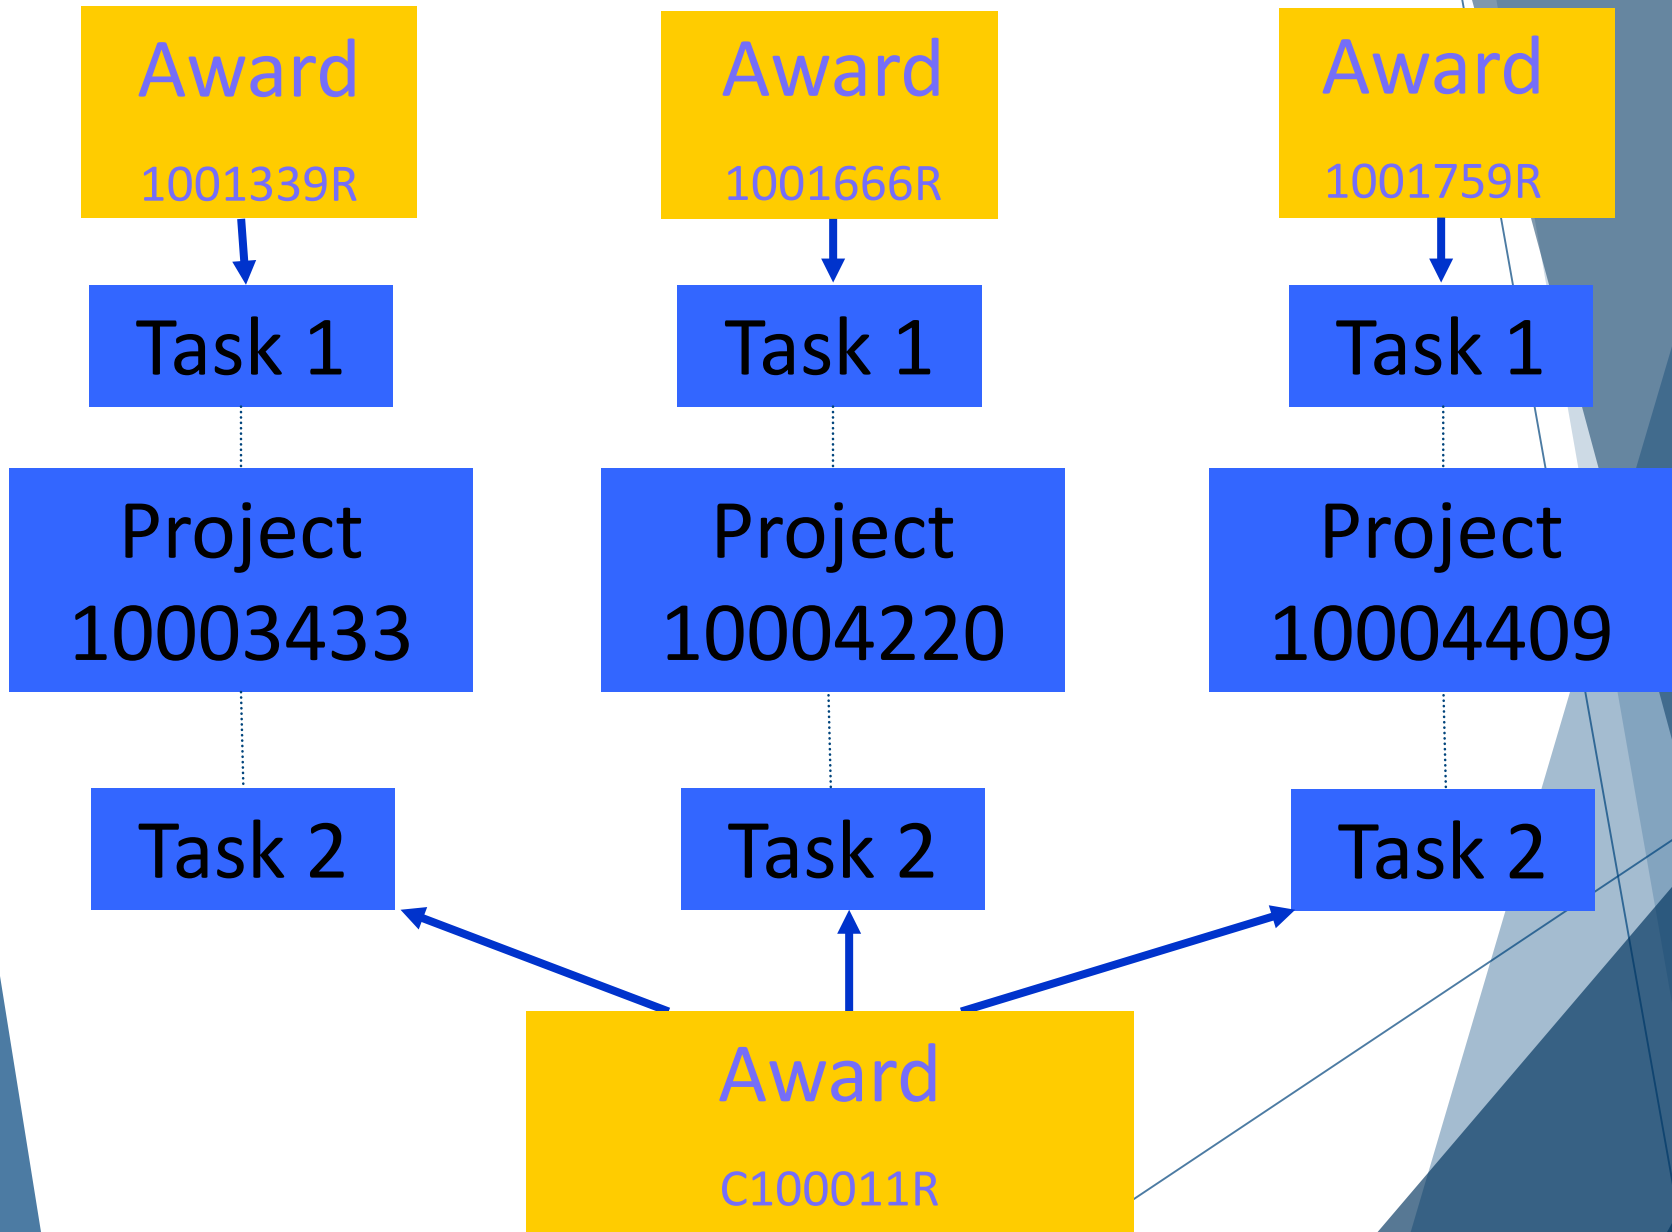 Award
1001339R
Award
1001666R
Award
1001759R
Task 1
Task 1
Task 1
Project
10003433
Project
10004220
Project
10004409
Task 2
Task 2
Task 2
Award
C100011R